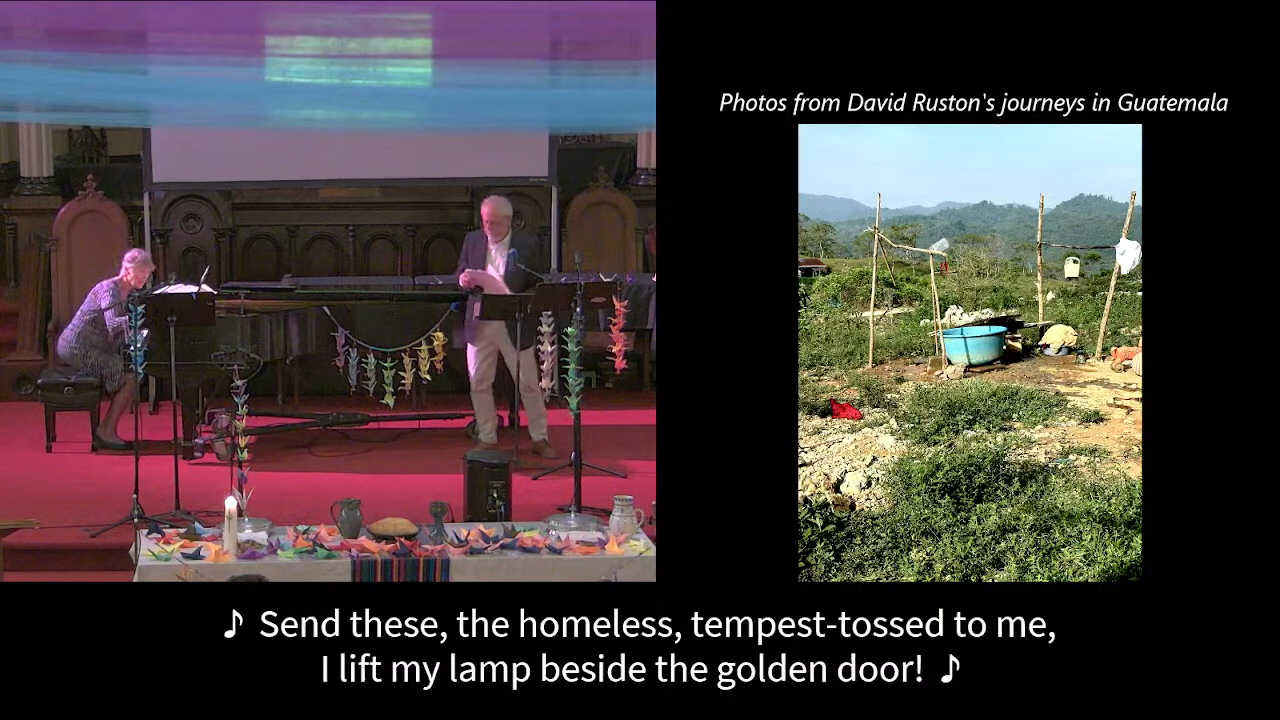 Photos from David Ruston's journeys in Guatemala
♪ Send these, the homeless, tempest-tossed to me,
I lift my lamp beside the golden door! ♪